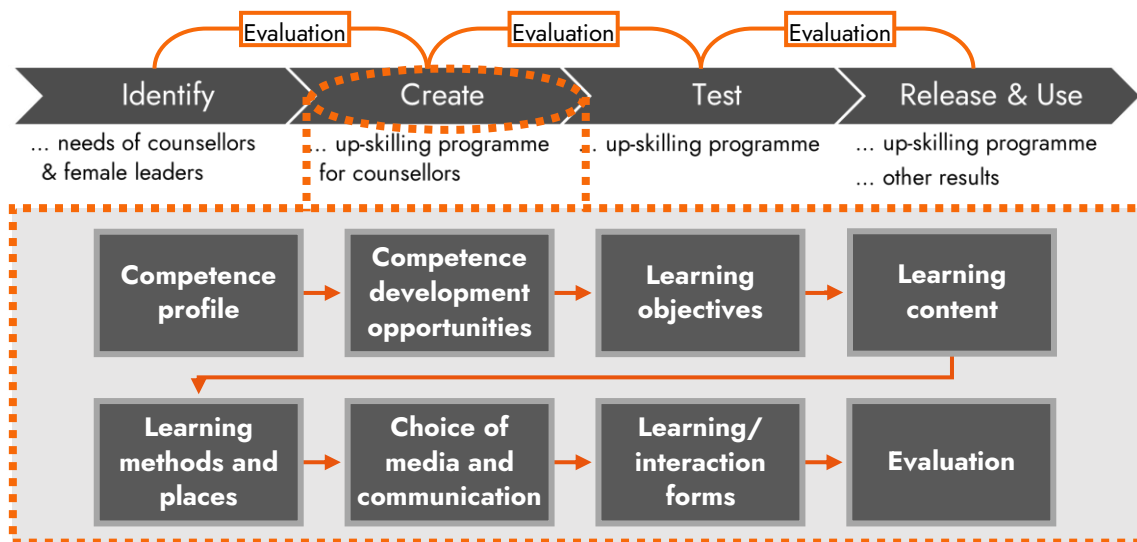 Evaluation
Evaluation
Evaluation
Identify
Create
Test
Release & Use
... needs of counsellors
& female leaders
... up-skilling programme
for counsellors
... up-skilling programme
... up-skilling programme
... other results
Competence
profile
Competence
development
opportunities
Learning
objectives
Learning
content
Learning
methods and
places
Choice of
media and
communication
Learning/
interaction
forms
Evaluation